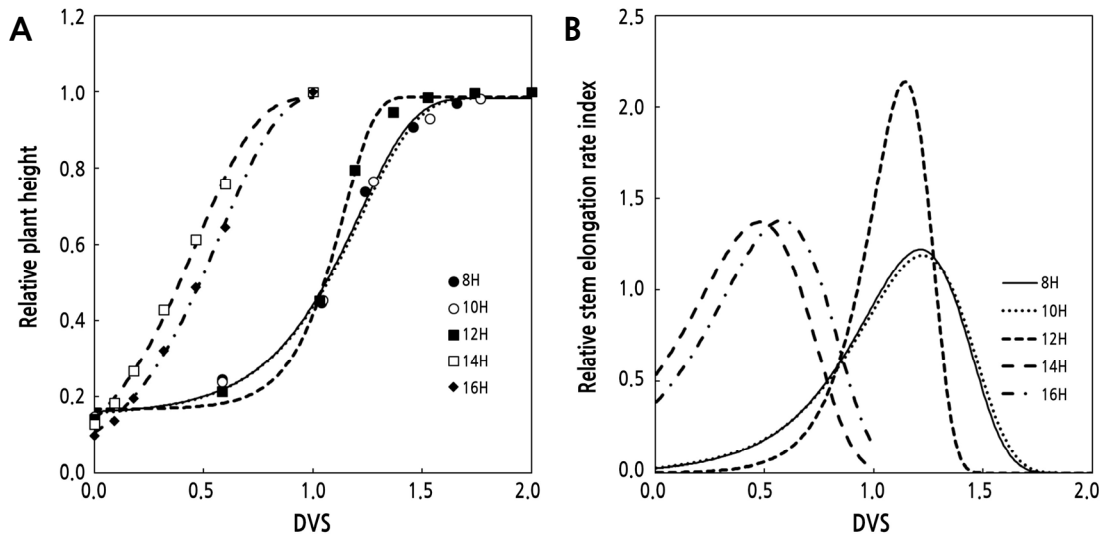 A
Relative plant height
1.2
1.0
0.8
0.6
0.4
0.2
0.0
0.0 0.5 1.0 1.5 2.0
DVS
8H
10H
12H
14H
16H
B
Relative stem elongation rate index
2.5
2.0
1.5
1.0
0.5
0.0
0.0 0.5 1.0 1.5 2.0
DVS
8H
10H
12H
14H
16H